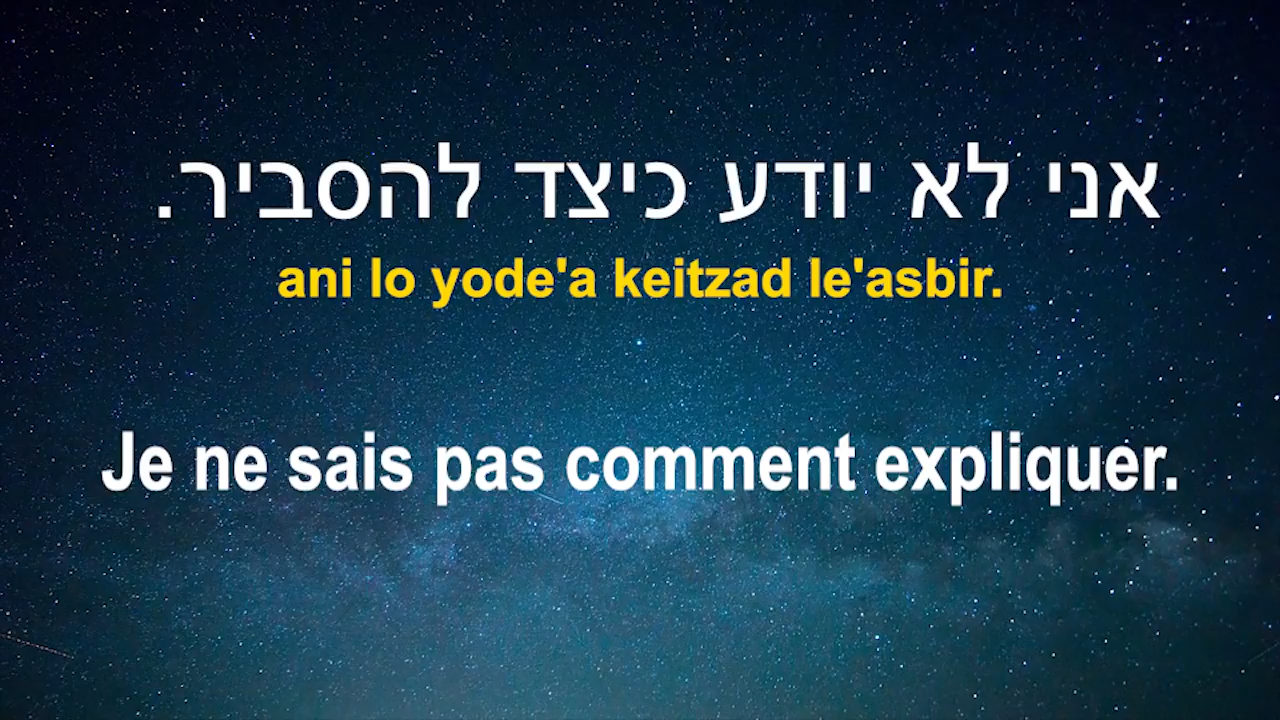 אני לא יודע כיצד להסביר.
ani lo yode'a keitzad le'asbir.
Je ne sais pas comment expliquer.